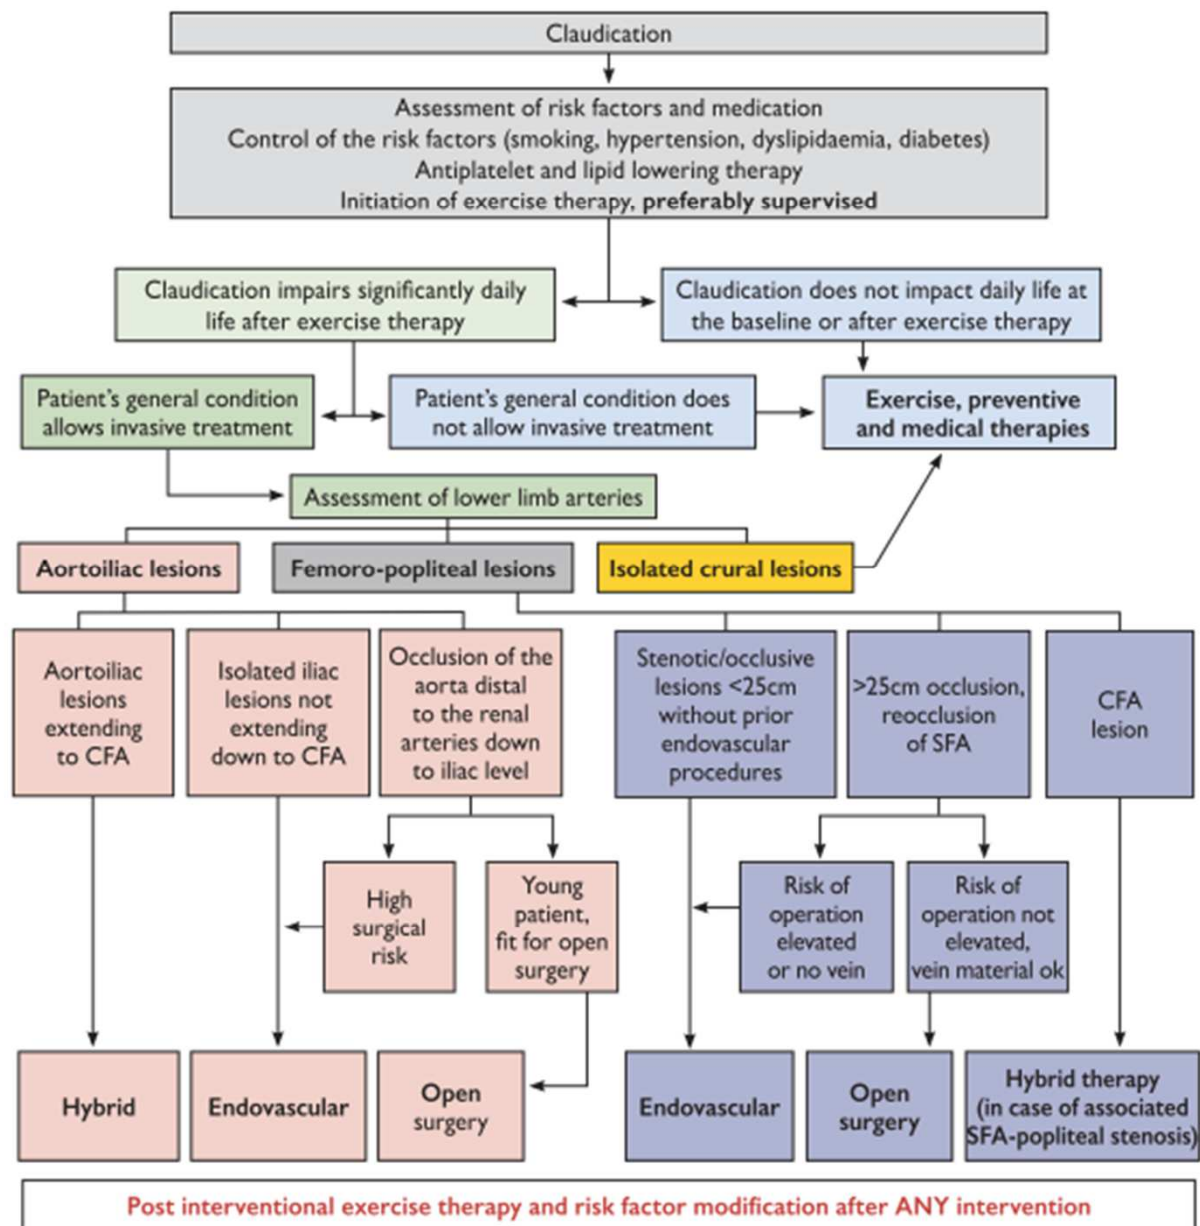 Claudication
Assessment of risk factors and medication
Control of the risk factors (smoking, hypertension, dyslipidaemia, diabetes)
Antiplatelet and lipid lowering therapy
Initiation of exercise therapy, preferably supervised
Claudication impairs significantly daily
life after exercise therapy
Claudication does not impact daily life at
the baseline or after exercise therapy
Patient's general condition
allows invasive treatment
Patient's general condition does
not allow invasive treatment
Exercise, preventive
and medical therapies
Assessment of lower limb arteries
Aortoiliac lesions
Femoro-popliteal lesions
Isolated crural lesions
Aortoiliac
lesions
extending
to CFA
Isolated iliac
lesions not
extending
down to CFA
Occlusion of the
aorta distal
to the renal
arteries down
to iliac level
Stenotic/occlusive
lesions <25cm
without prior
endovascular
procedures
>25cm occlusion,
reocclusion
of SFA
CFA
lesion
High
surgical
risk
Young
patient,
fit for open
surgery
Risk of
operation
elevated
or no vein
Risk of
operation not
elevated,
vein material ok
Hybrid
Endovascular
Open
surgery
Endovascular
Open
surgery
Hybrid therapy
(in case of associated
SFA-popliteal stenosis)
Post interventional exercise therapy and risk factor modification after ANY intervention